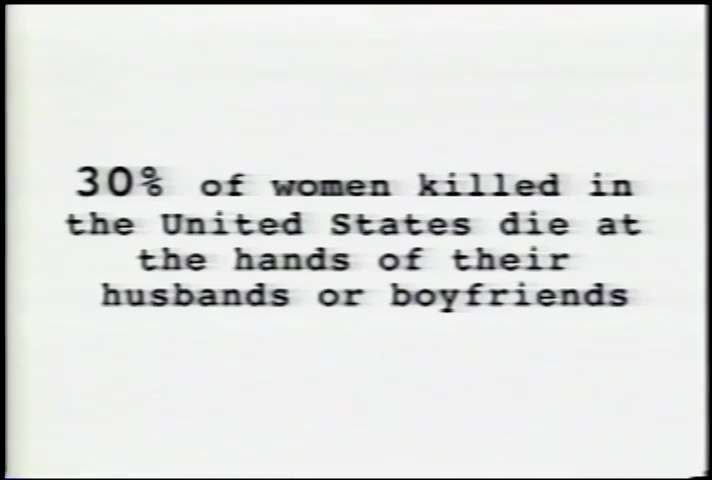 30% of women killed in
the United States die at
the hands of their
husbands or boyfriends